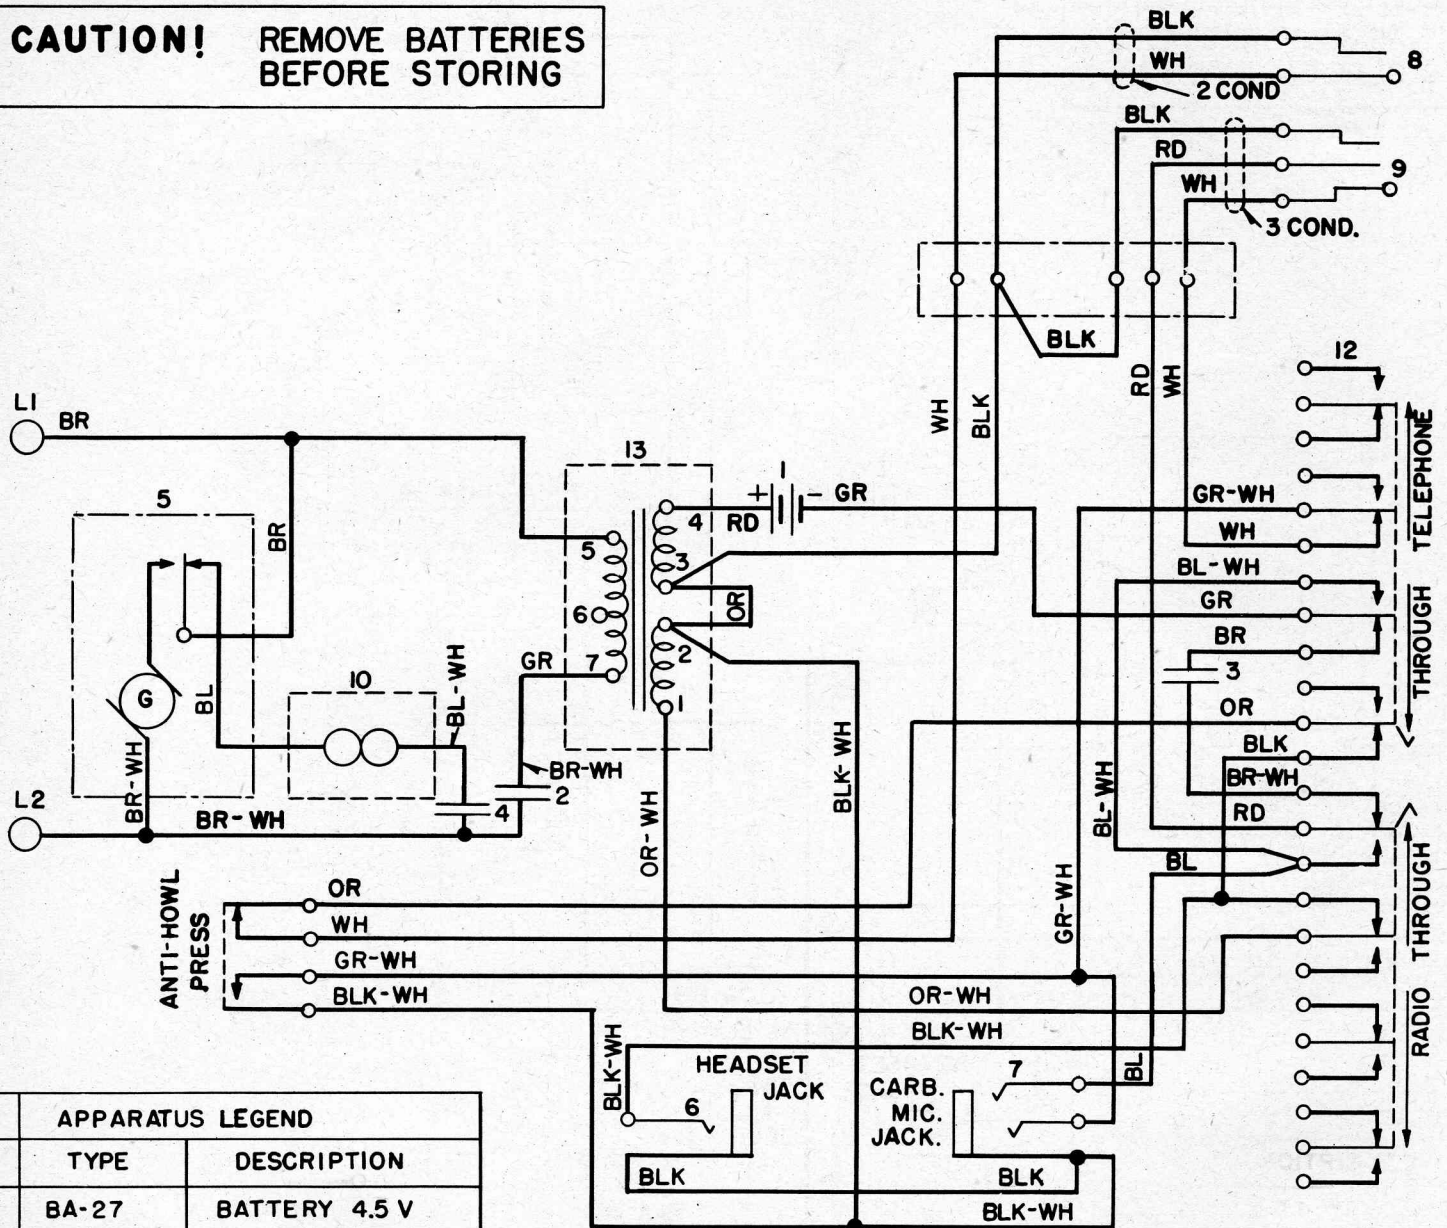 CAUTION! REMOVE BATTERIES
BEFORE STORING
BLK
WH
8
2 COND
BLK
RD
WH
9
3 COND.
BLK
WH
BLK
RD
WH
12
L1
BR
5
BR
13
1
+
-
GR
RD
4
5
3
6
OR
7
2
1
GR
10
G
BL
BL-WH
BR-WH
BR-WH
2
4
L2
BR-WH
OR-WH
BLK-WH
GR-WH
WH
BL-WH
GR
BR
3
OR
BLK
BR-WH
RD
BL
BL-WH
GR-WH
TELEPHONE
THROUGH
THROUGH
RADIO
ANTI-HOWL
PRESS
OR
WH
GR-WH
BLK-WH
OR-WH
BLK-WH
BLK-WH
HEADSET
JACK
6
CARB.
MIC.
JACK.
7
BL
BLK
BLK
BLK-WH
APPARATUS LEGEND
TYPE DESCRIPTION
BA-27 BATTERY 4.5 V